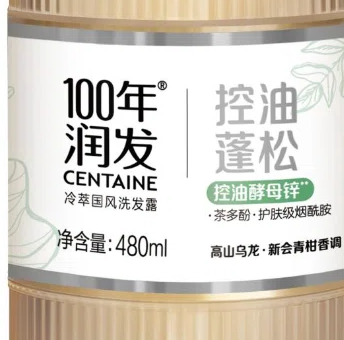 100年®
润发
CENTAINE
冷萃国风洗发露
净含量:480ml
控油
蓬松
控油酵母锌**
·茶多酚·护肤级烟酰胺
高山乌龙·新会青柑香调